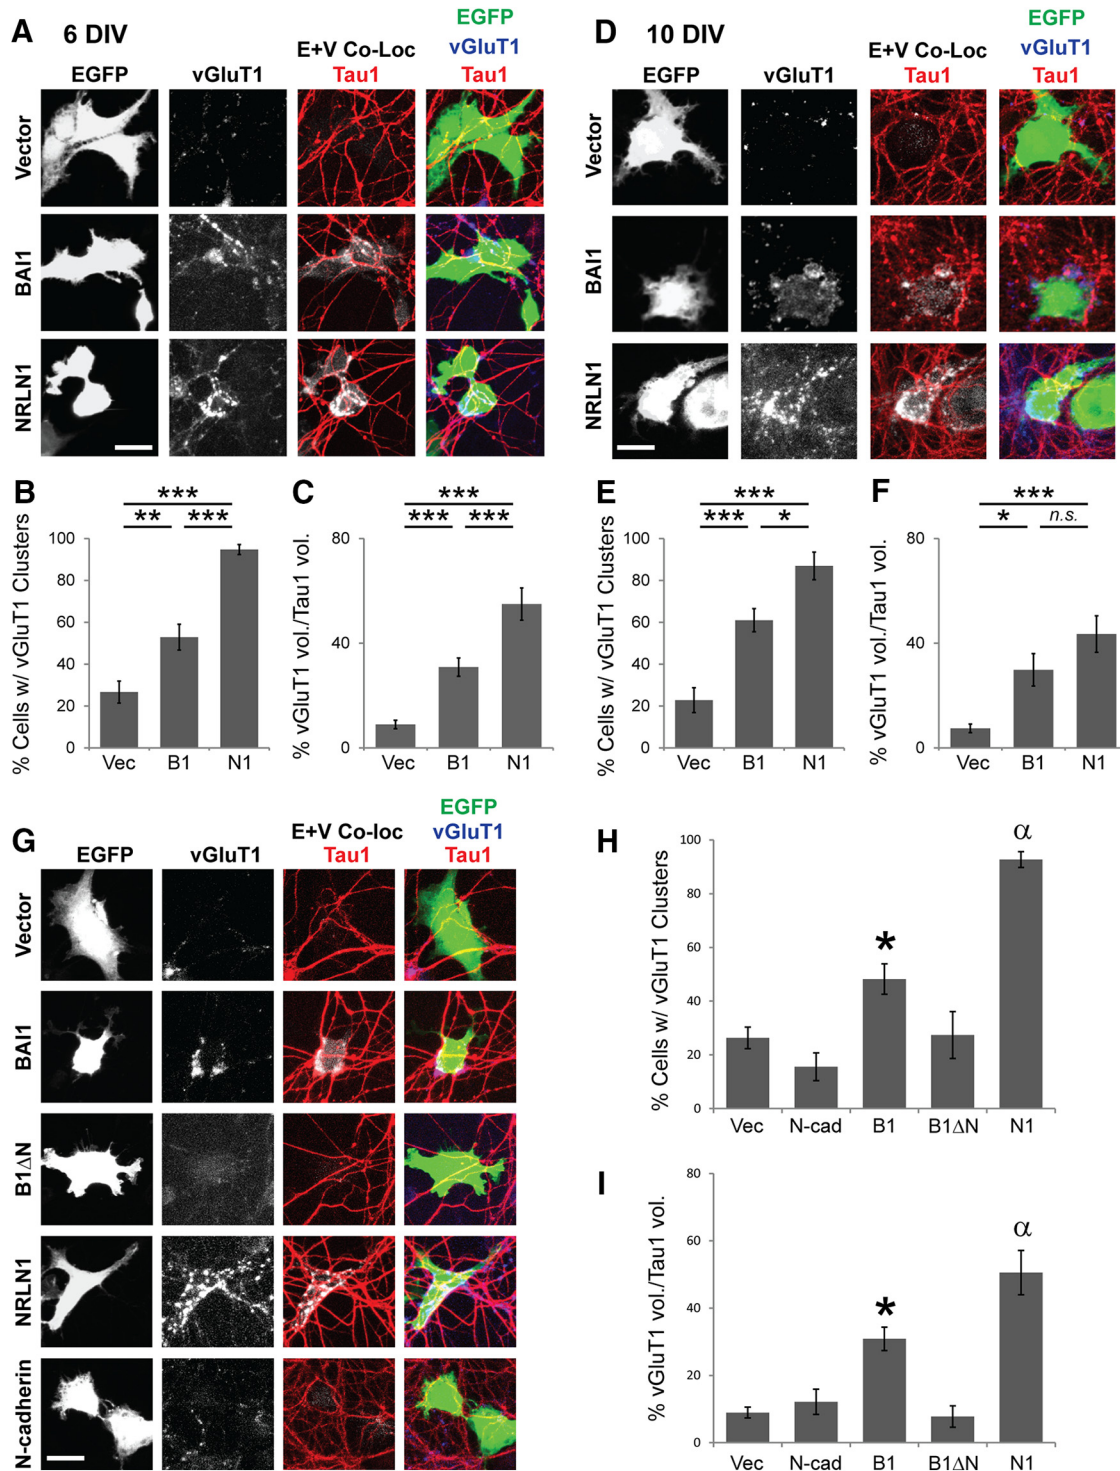 A 6 DIV
EGFP
vGluT1
E+V Co-Loc
Tau1
EGFP
vGluT1
Tau1
Vector
BAI1
NRLN1
D 10 DIV
EGFP
vGluT1
E+V Co-Loc
Tau1
EGFP
vGluT1
Tau1
Vector
BAI1
NRLN1
B
***
** ***
% Cells w/ vGluT1 Clusters
100
80
60
40
20
0
Vec B1 N1
C
***
*** ***
% vGluT1 vol./Tau1 vol.
80
40
0
Vec B1 N1
E
***
*** *
% Cells w/ vGluT1 Clusters
100
80
60
40
20
0
Vec B1 N1
F
***
* n.s.
% vGluT1 vol./Tau1 vol.
80
40
0
Vec B1 N1
G
EGFP
vGluT1
E+V Co-loc
Tau1
EGFP
vGluT1
Tau1
Vector
BAI1
B1ΔN
NRLN1
N-cadherin
H
% Cells w/ vGluT1 Clusters
100
80
60
40
20
0
*
α
Vec N-cad B1 B1ΔN N1
I
% vGluT1 vol./Tau1 vol.
80
60
40
20
0
*
α
Vec N-cad B1 B1ΔN N1